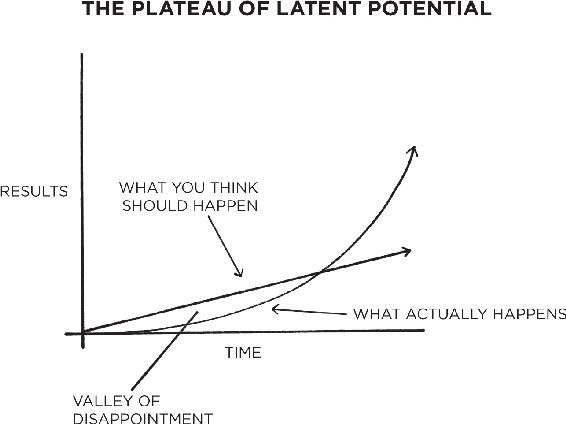 THE PLATEAU OF LATENT POTENTIAL
RESULTS
WHAT YOU THINK
SHOULD HAPPEN
WHAT ACTUALLY HAPPENS
TIME
VALLEY OF
DISAPPOINTMENT